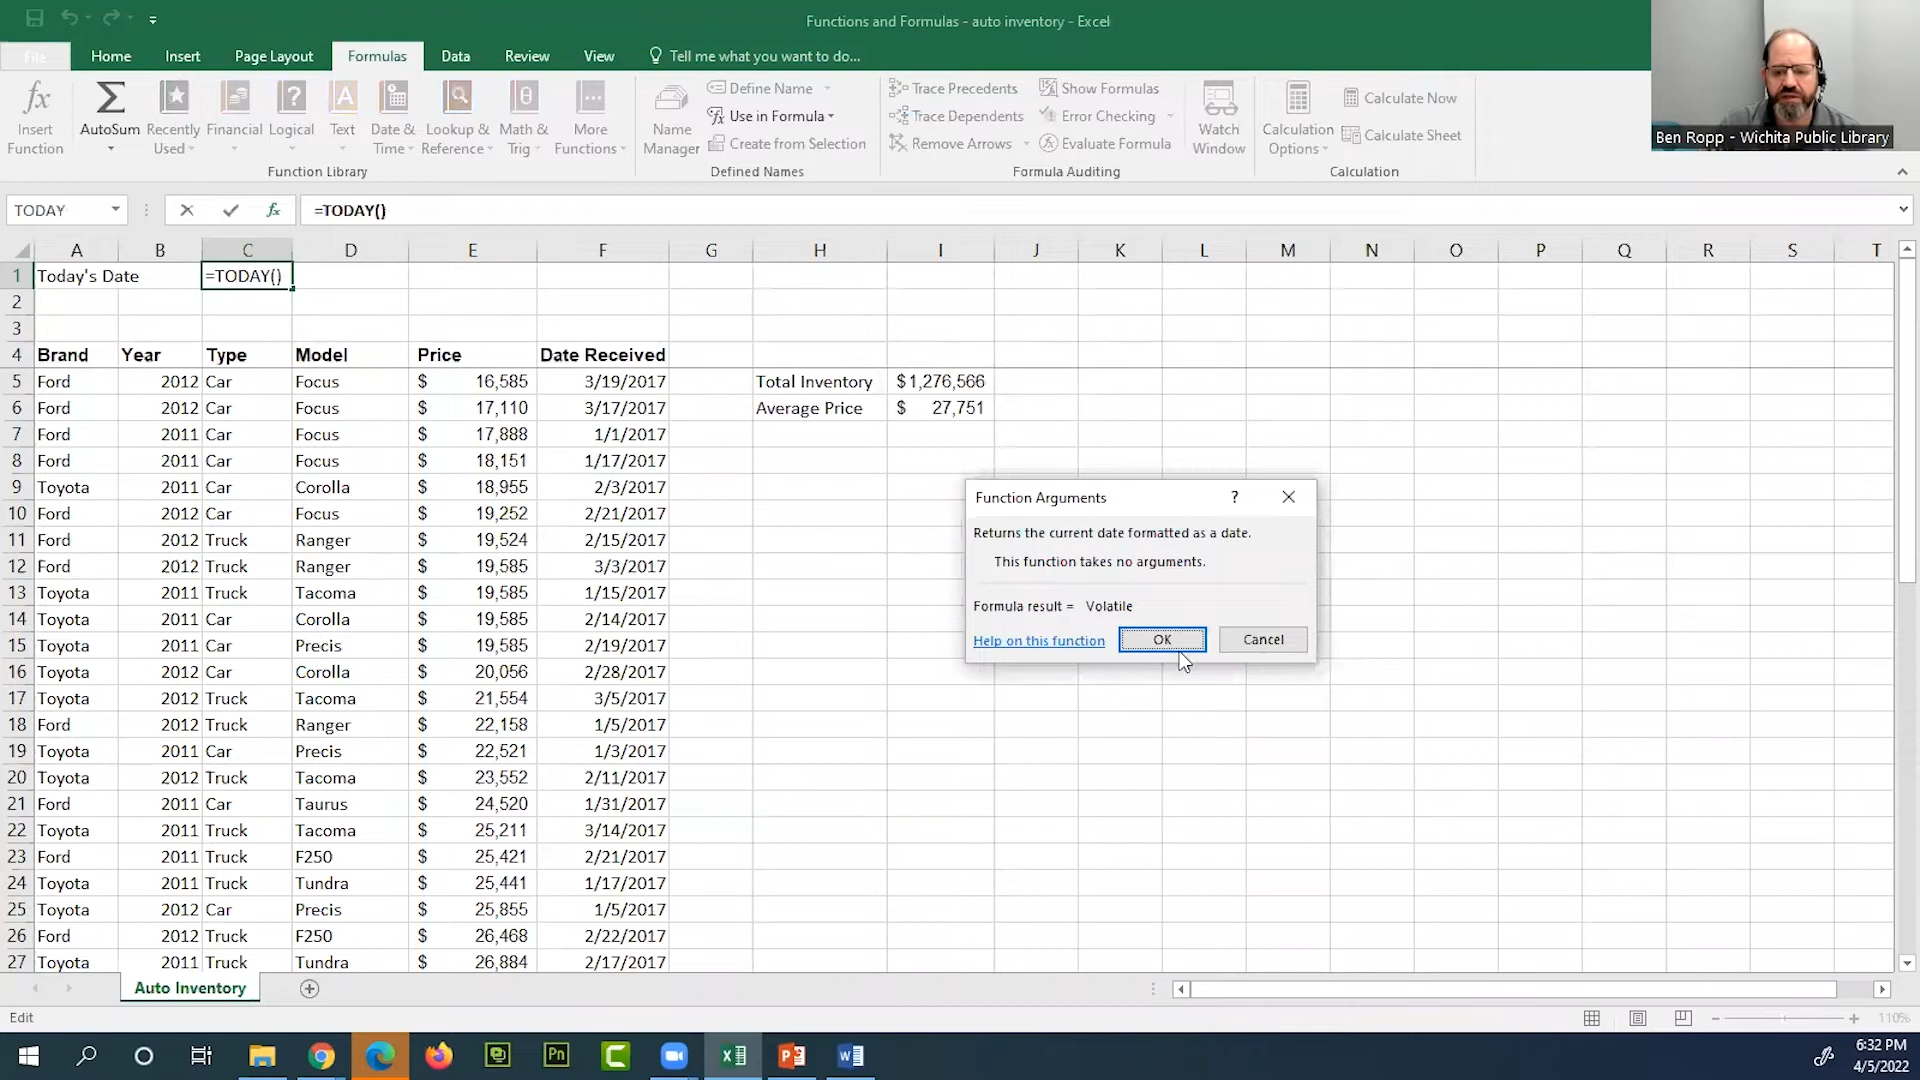 Functions and Formulas - auto inventory - Excel
File Home Insert Page Layout Formulas Data Review View Tell me what you want to do...
fx Insert Function
Σ AutoSum
Recently Used
Financial
Logical
Text
Date & Time
Lookup & Reference
Math & Trig
More Functions
Function Library
Name Manager
Define Name
Use in Formula
Create from Selection
Defined Names
Trace Precedents
Trace Dependents
Remove Arrows
Show Formulas
Error Checking
Evaluate Formula
Watch Window
Formula Auditing
Calculation Options
Calculate Now
Calculate Sheet
Calculation
Ben Ropp - Wichita Public Library
TODAY fx =TODAY()
A B C D E F G H I J K L M N O P Q R S T
1 Today's Date =TODAY()
2
3
4 Brand Year Type Model Price Date Received
5 Ford 2012 Car Focus $ 16,585 3/19/2017 Total Inventory $1,276,566
6 Ford 2012 Car Focus $ 17,110 3/17/2017 Average Price $ 27,751
7 Ford 2011 Car Focus $ 17,888 1/1/2017
8 Ford 2011 Car Focus $ 18,151 1/17/2017
9 Toyota 2011 Car Corolla $ 18,955 2/3/2017
10 Ford 2012 Car Focus $ 19,252 2/21/2017
11 Ford 2012 Truck Ranger $ 19,524 2/15/2017
12 Ford 2012 Truck Ranger $ 19,585 3/3/2017
13 Toyota 2011 Truck Tacoma $ 19,585 1/15/2017
14 Toyota 2011 Car Corolla $ 19,585 2/14/2017
15 Toyota 2011 Car Precis $ 19,585 2/19/2017
16 Toyota 2012 Car Corolla $ 20,056 2/28/2017
17 Toyota 2012 Truck Tacoma $ 21,554 3/5/2017
18 Ford 2012 Truck Ranger $ 22,158 1/5/2017
19 Toyota 2011 Car Precis $ 22,521 1/3/2017
20 Toyota 2012 Truck Tacoma $ 23,552 2/11/2017
21 Ford 2011 Car Taurus $ 24,520 1/31/2017
22 Toyota 2011 Truck Tacoma $ 25,211 3/14/2017
23 Ford 2011 Truck F250 $ 25,421 2/21/2017
24 Toyota 2011 Truck Tundra $ 25,441 1/17/2017
25 Toyota 2012 Car Precis $ 25,855 1/5/2017
26 Ford 2012 Truck F250 $ 26,468 2/22/2017
27 Toyota 2011 Truck Tundra $ 26,884 2/17/2017
Function Arguments ?
Returns the current date formatted as a date.
This function takes no arguments.
Formula result = Volatile
Help on this function OK Cancel
Auto Inventory
Edit 110%
Pn
6:32 PM
4/5/2022